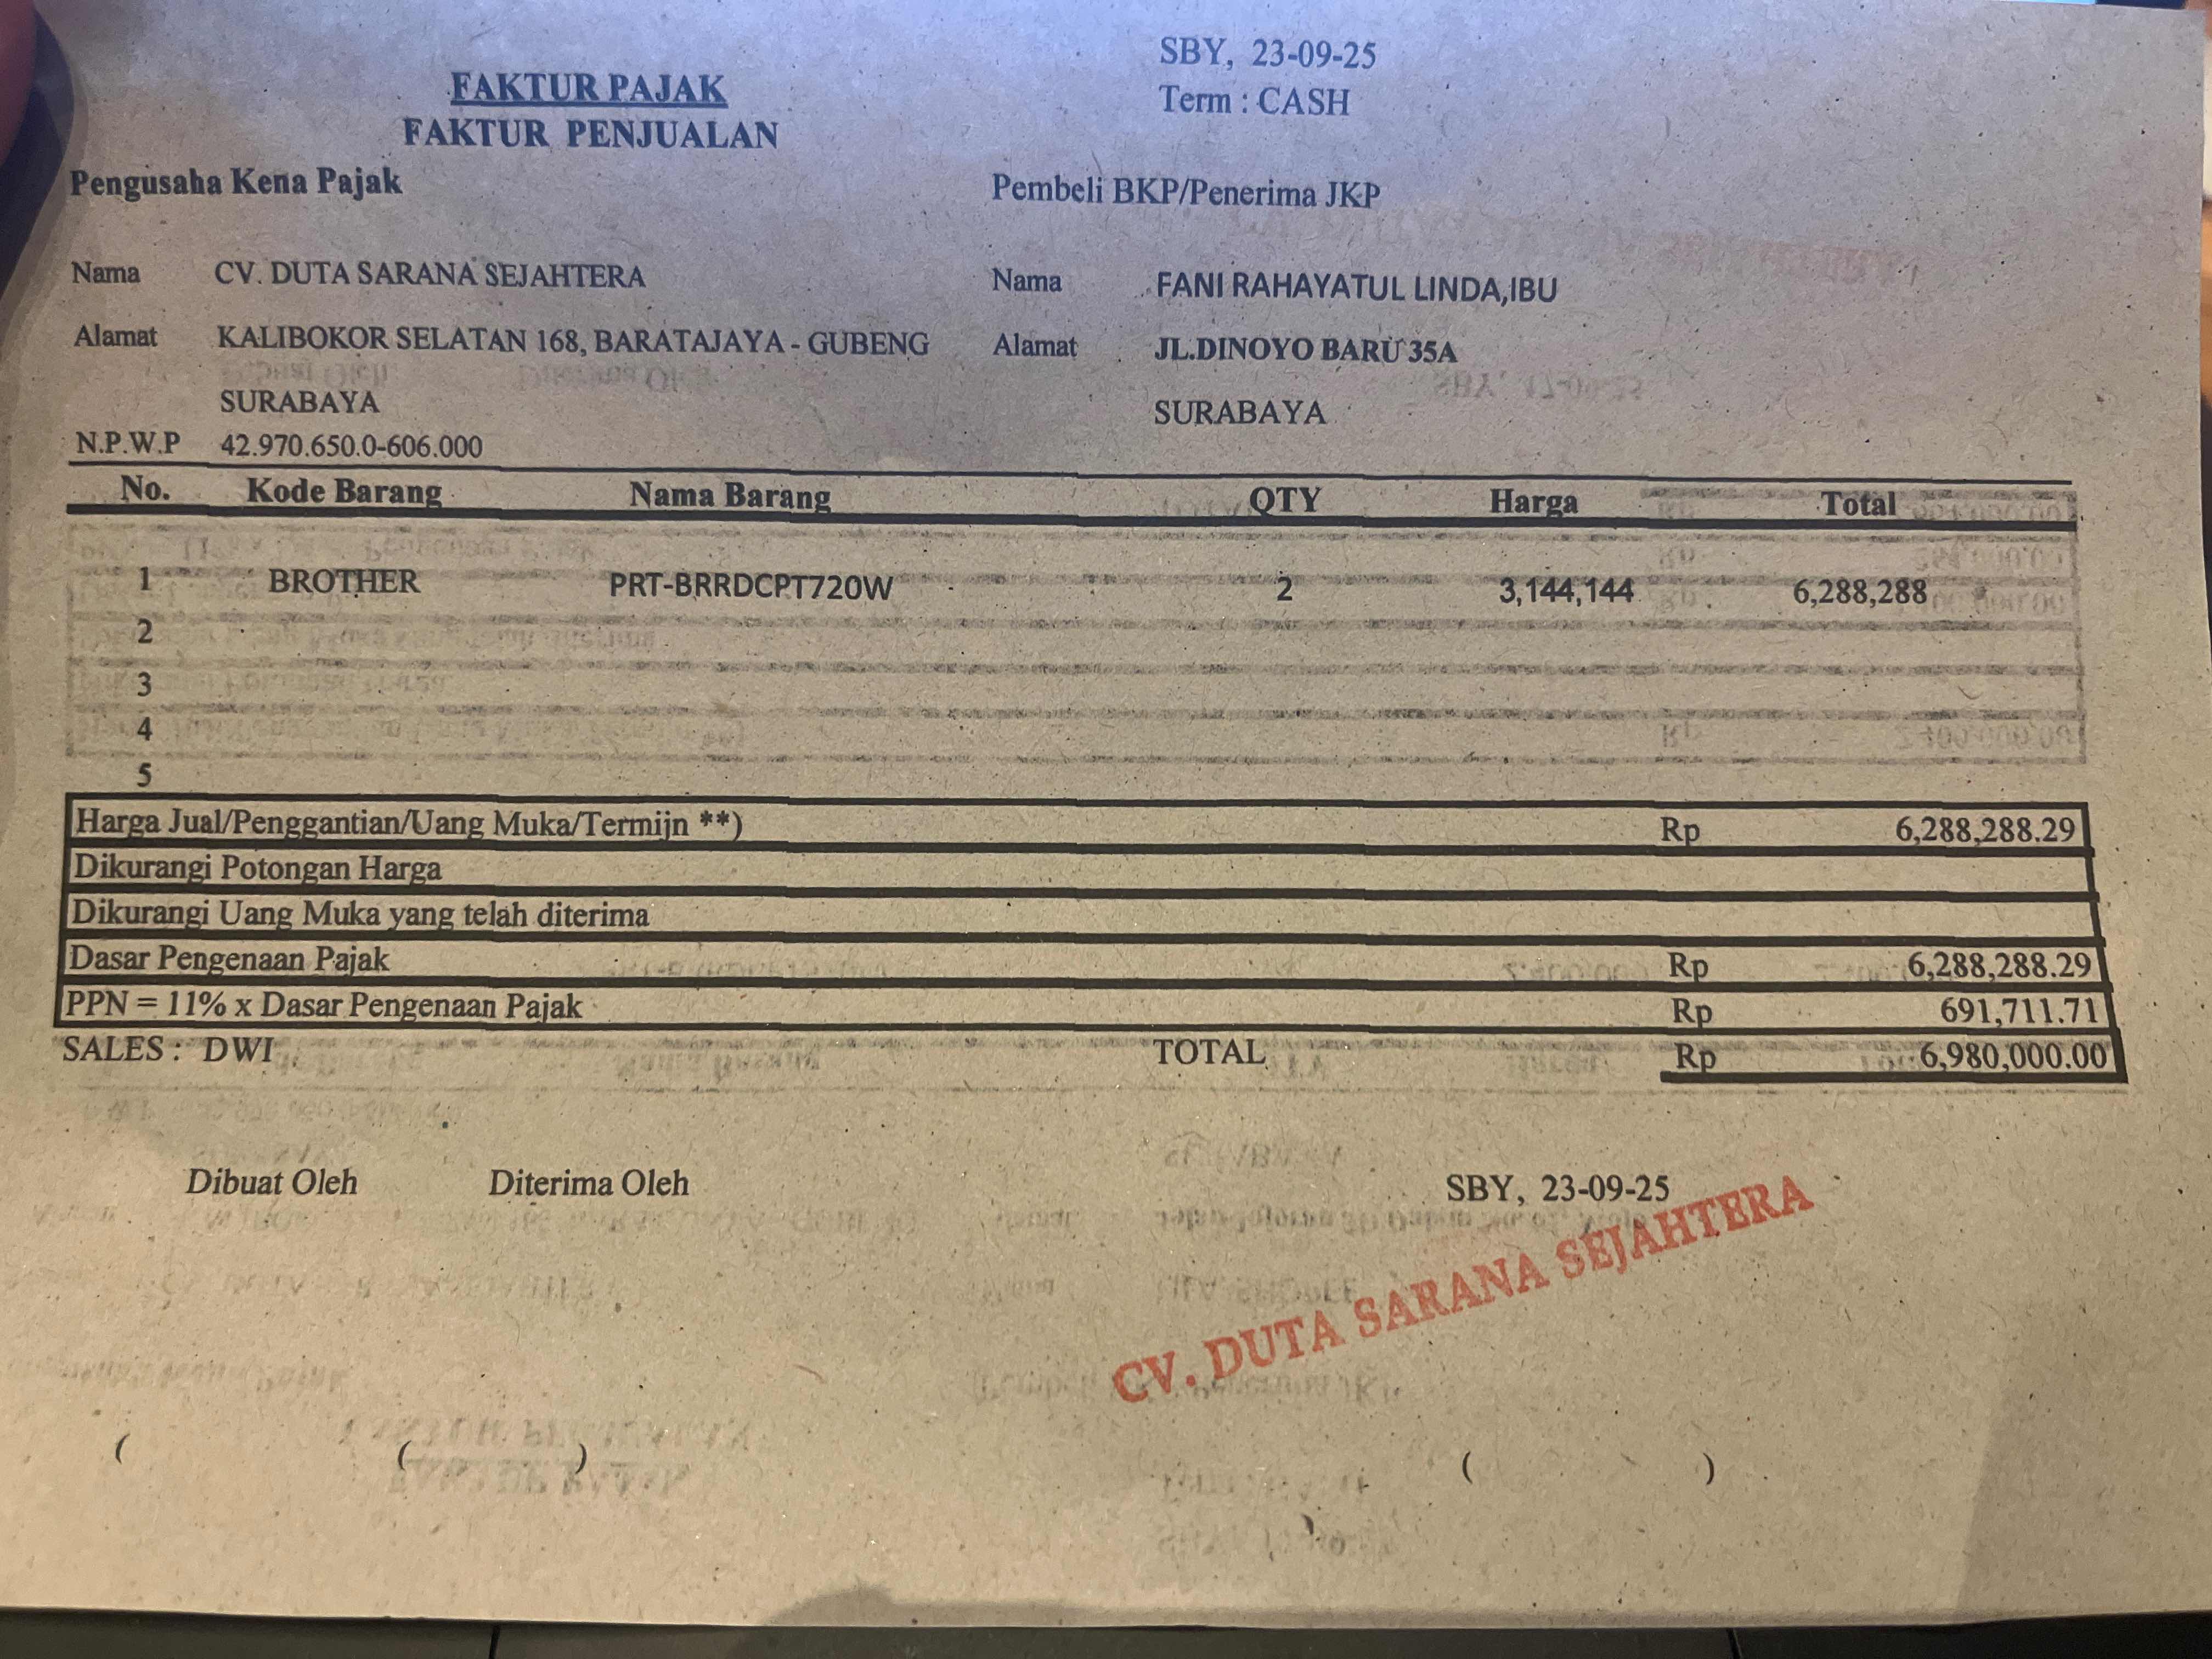 SBY, 23-09-25
Term : CASH
FAKTUR PAJAK
FAKTUR PENJUALAN
Pengusaha Kena Pajak
Pembeli BKP/Penerima JKP
Nama CV. DUTA SARANA SEJAHTERA
Nama FANI RAHAYATUL LINDA,IBU
Alamat KALIBOKOR SELATAN 168, BARATAJAYA - GUBENG
Alamat JL.DINOYO BARU 35A
SURABAYA
SURABAYA
N.P.W.P 42.970.650.0-606.000
No. Kode Barang Nama Barang QTY Harga Total
1 BROTHER PRT-BRRDCPT720W 2 3,144,144 6,288,288
2
3
4
5
Harga Jual/Penggantian/Uang Muka/Termijn **) Rp 6,288,288.29
Dikurangi Potongan Harga
Dikurangi Uang Muka yang telah diterima
Dasar Pengenaan Pajak Rp 6,288,288.29
PPN = 11% x Dasar Pengenaan Pajak Rp 691,711.71
SALES : DWI TOTAL Rp 6,980,000.00
Dibuat Oleh Diterima Oleh SBY, 23-09-25
CV. DUTA SARANA SEJAHTERA
( ( ) ( )